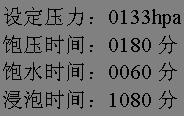 设定压力：0133hpa
饱压时间：0180 分
饱水时间：0060 分
浸泡时间：1080 分